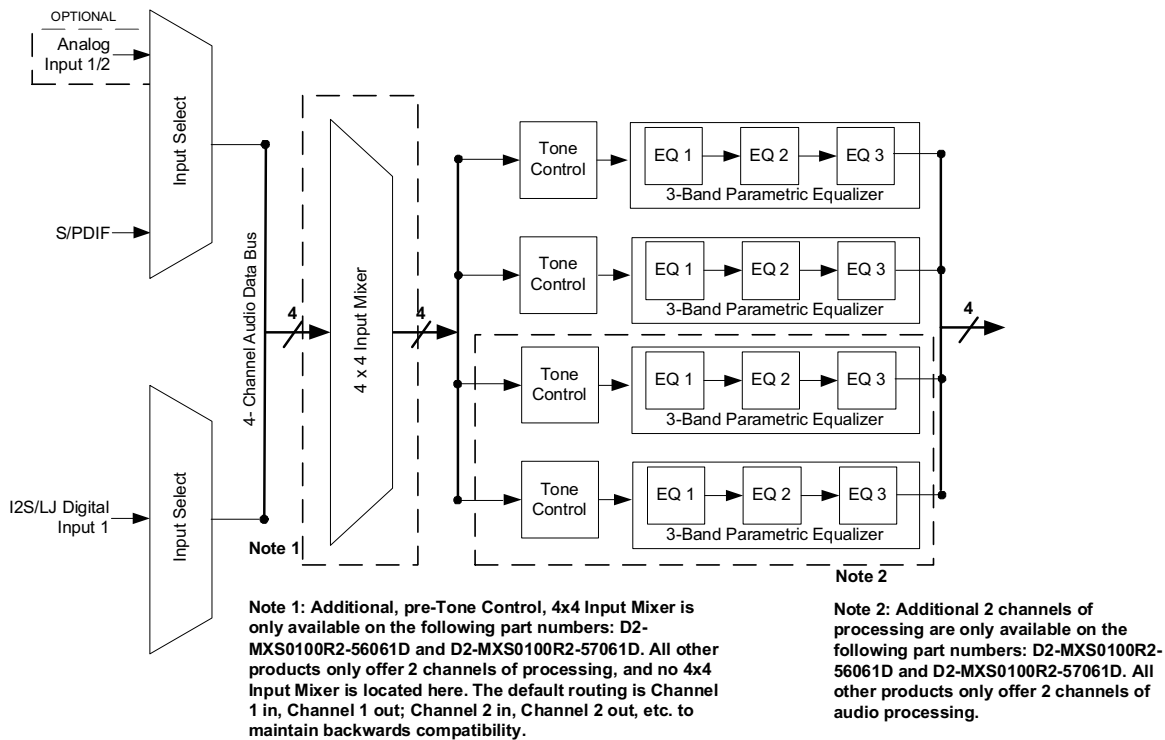 OPTIONAL
Analog
Input 1/2
Input Select
S/PDIF
4- Channel Audio Data Bus
I2S/LJ Digital
Input 1
Input Select
4
4 x 4 Input Mixer
4
Note 1
Tone
Control
EQ 1
EQ 2
EQ 3
3-Band Parametric Equalizer
Tone
Control
EQ 1
EQ 2
EQ 3
3-Band Parametric Equalizer
Tone
Control
EQ 1
EQ 2
EQ 3
3-Band Parametric Equalizer
Tone
Control
EQ 1
EQ 2
EQ 3
3-Band Parametric Equalizer
4
Note 2
Note 1: Additional, pre-Tone Control, 4x4 Input Mixer is
only available on the following part numbers: D2-
MXS0100R2-56061D and D2-MXS0100R2-57061D. All other
products only offer 2 channels of processing, and no 4x4
Input Mixer is located here. The default routing is Channel
1 in, Channel 1 out; Channel 2 in, Channel 2 out, etc. to
maintain backwards compatibility.
Note 2: Additional 2 channels of
processing are only available on the
following part numbers: D2-MXS0100R2-
56061D and D2-MXS0100R2-57061D. All
other products only offer 2 channels of
audio processing.